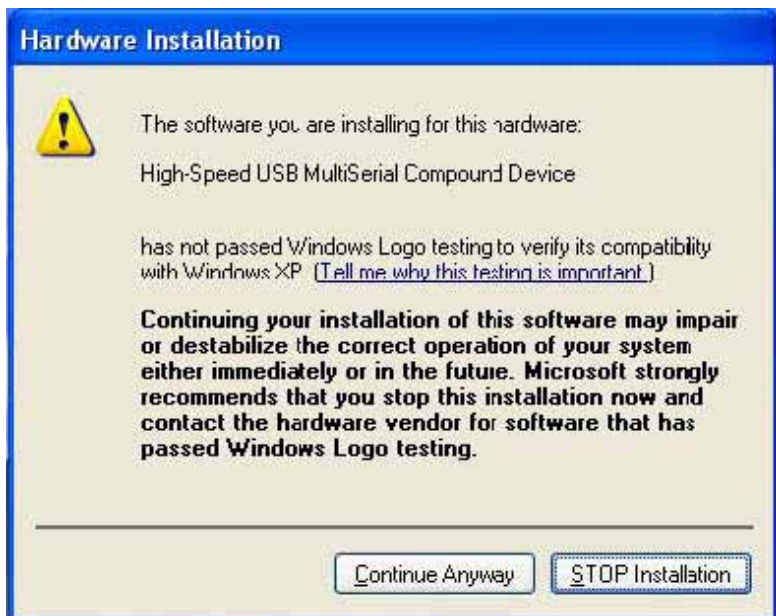 Hardware Installation
The software you are installing for this hardware:
High-Speed USB MultiSerial Compound Device
has not passed Windows Logo testing to verify its compatibility
with Windows XP. (Tell me why this testing is important.)
Continuing your installation of this software may impair
or destabilize the correct operation of your system
either immediately or in the future. Microsoft strongly
recommends that you stop this installation now and
contact the hardware vendor for software that has
passed Windows Logo testing.
Continue Anyway
STOP Installation